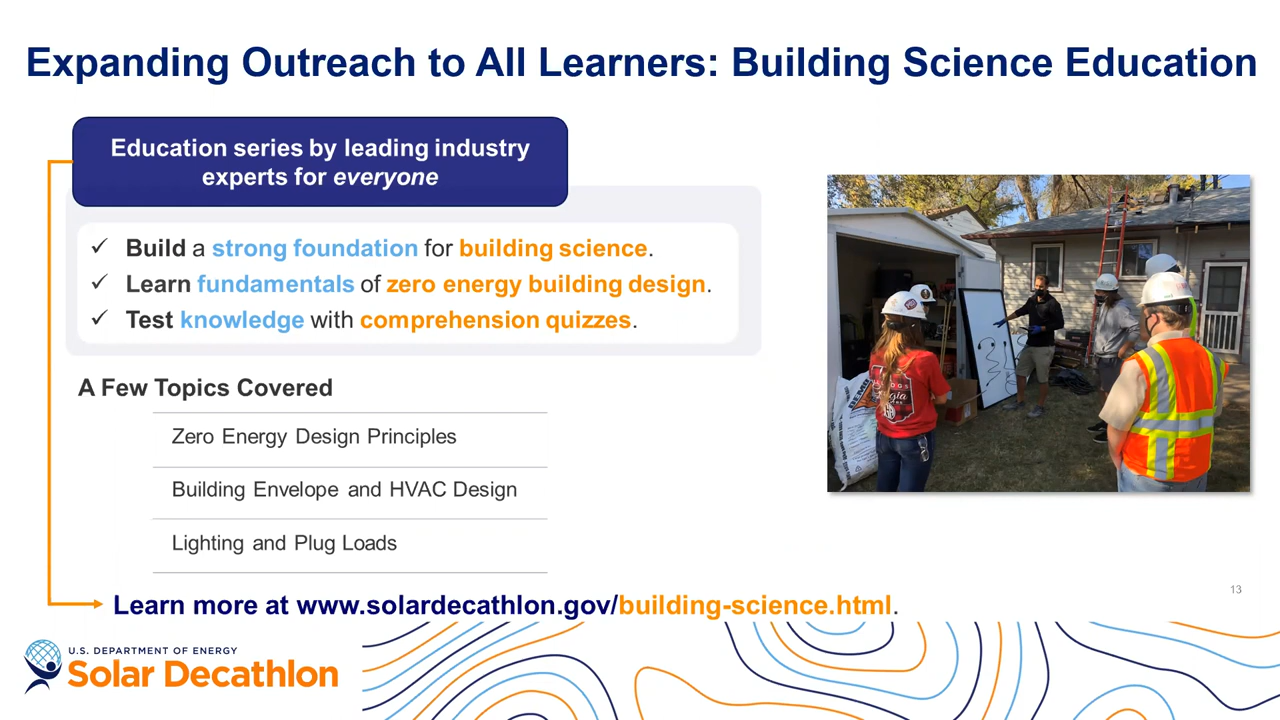 Expanding Outreach to All Learners: Building Science Education
Education series by leading industry
experts for everyone
✓ Build a strong foundation for building science.
✓ Learn fundamentals of zero energy building design.
✓ Test knowledge with comprehension quizzes.
A Few Topics Covered
Zero Energy Design Principles
Building Envelope and HVAC Design
Lighting and Plug Loads
13
Learn more at www.solardecathlon.gov/building-science.html.
U.S. DEPARTMENT OF ENERGY
Solar Decathlon